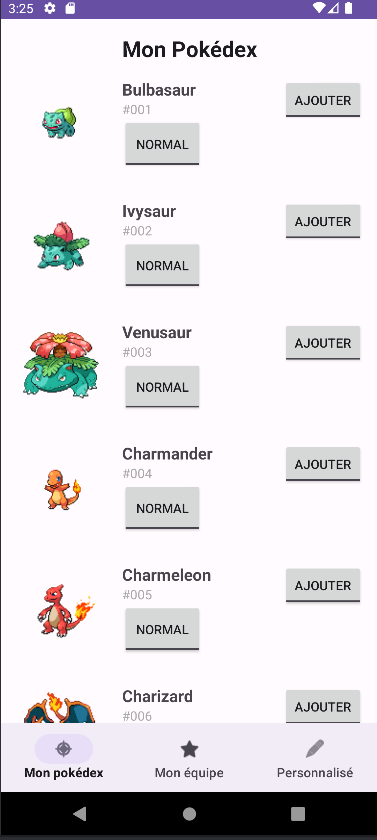 3:25
Mon Pokédex
Bulbasaur
#001
AJOUTER
NORMAL
Ivysaur
#002
AJOUTER
NORMAL
Venusaur
#003
AJOUTER
NORMAL
Charmander
#004
AJOUTER
NORMAL
Charmeleon
#005
AJOUTER
NORMAL
Charizard
#006
AJOUTER
Mon pokédex
Mon équipe
Personnalisé